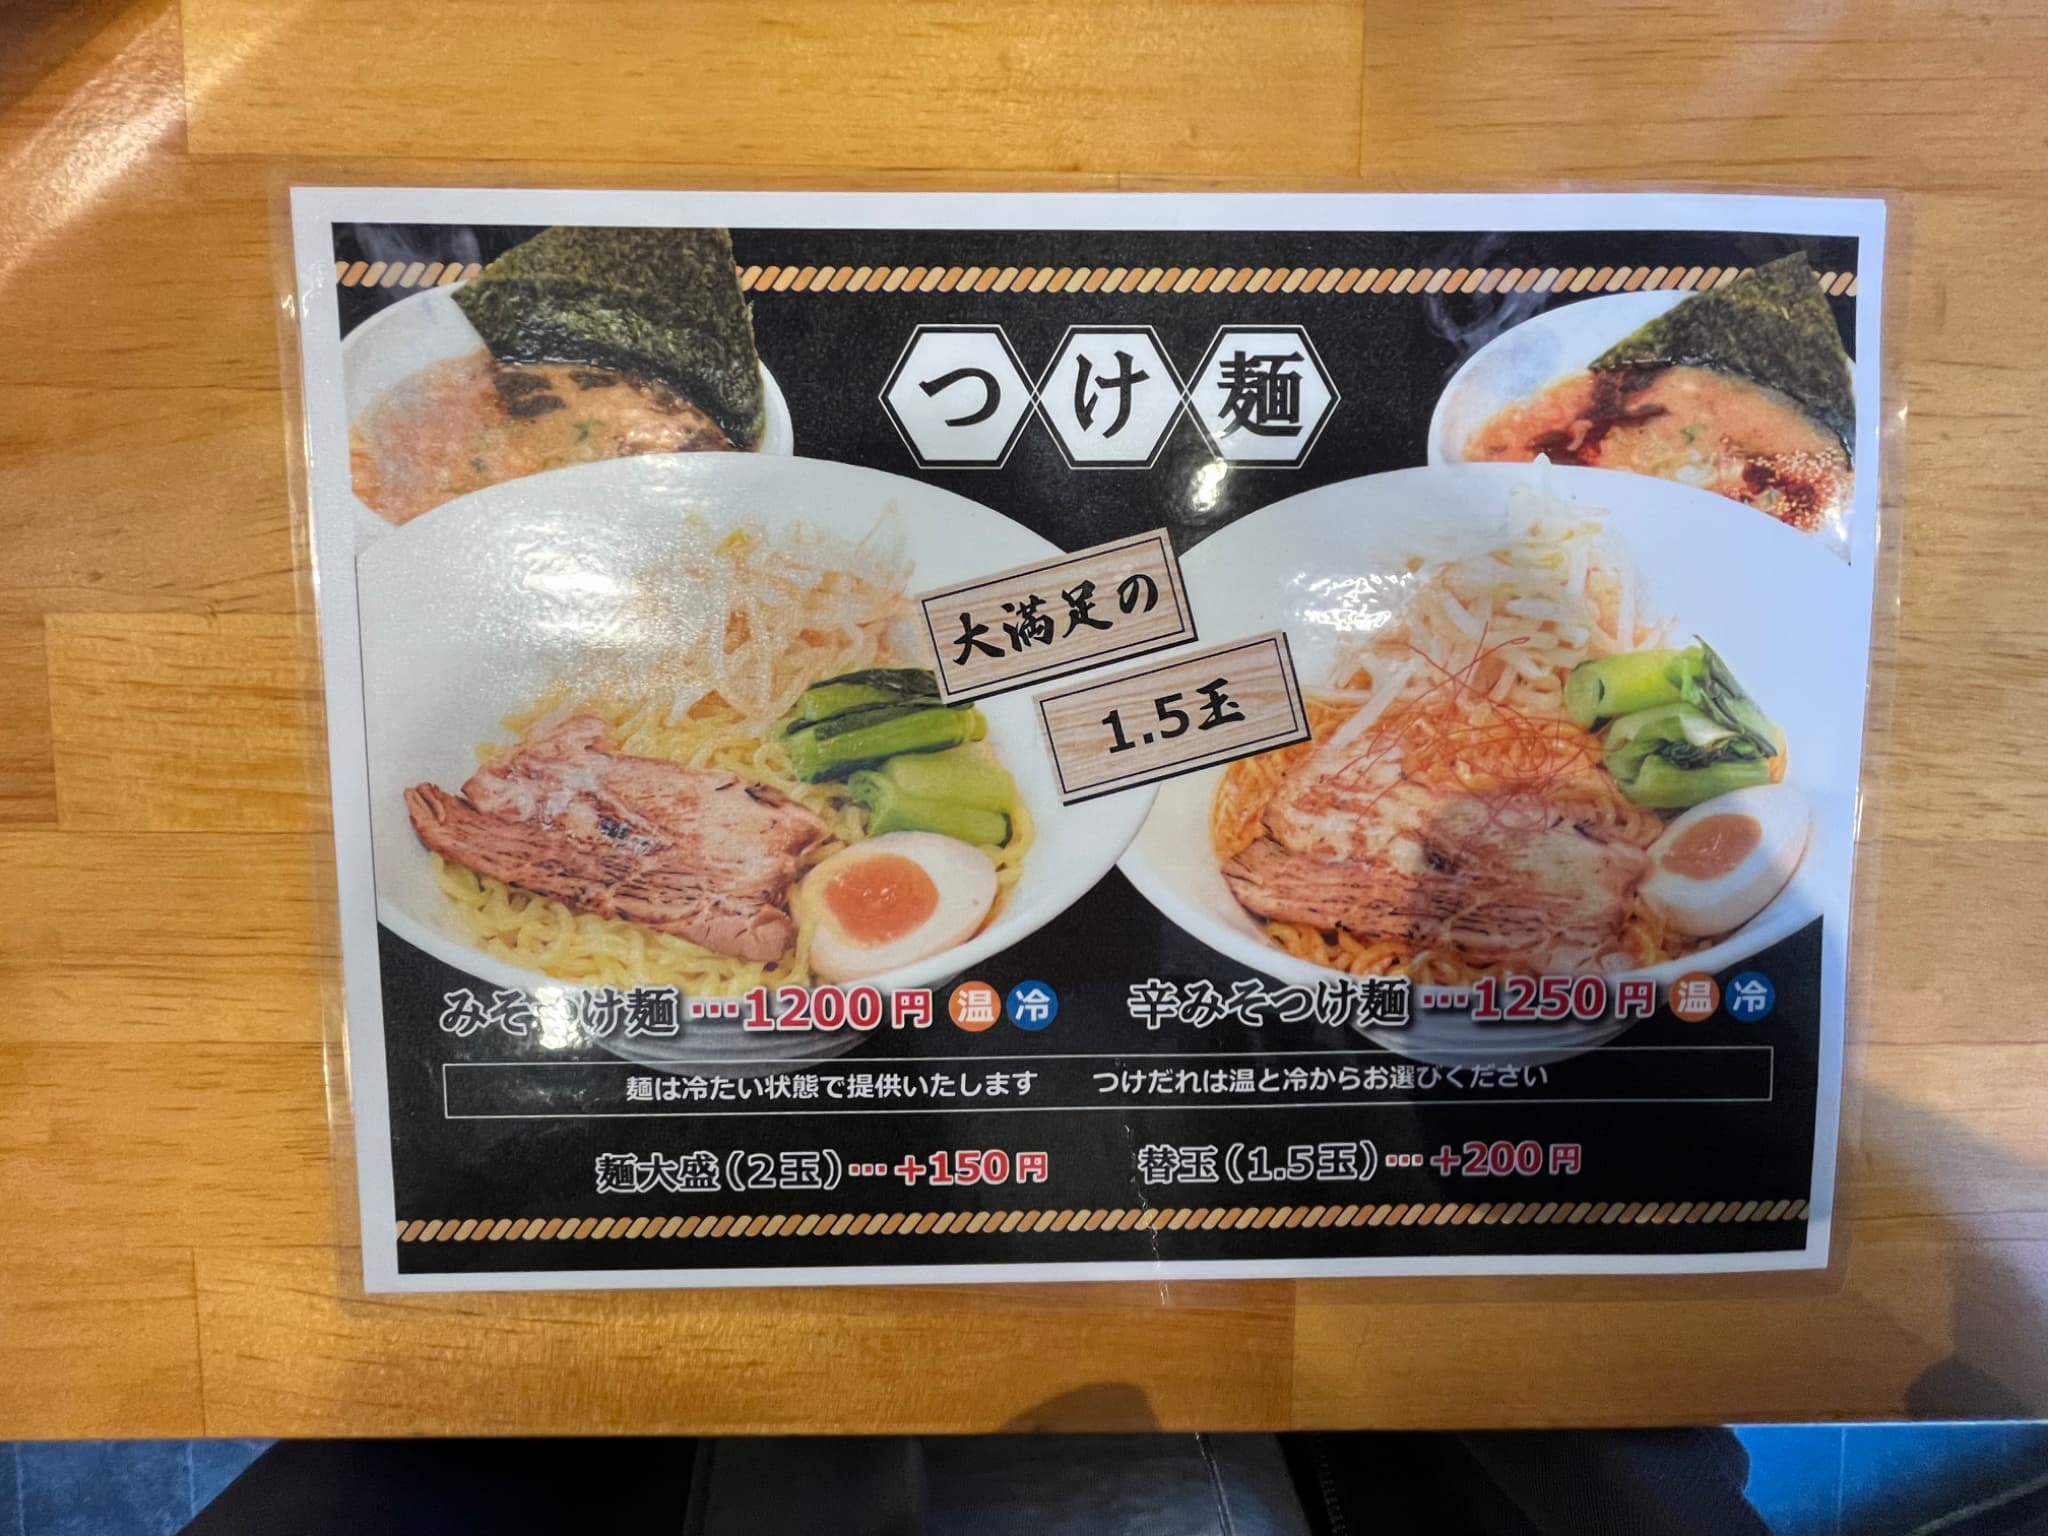 つけ麺
大満足の
1.5玉
みそつけ麺…1200円 温 冷
辛みそつけ麺…1250円 温 冷
麺は冷たい状態で提供いたします　つけだれは温と冷からお選びください
麺大盛(2玉)…+150円
替玉(1.5玉)…+200円